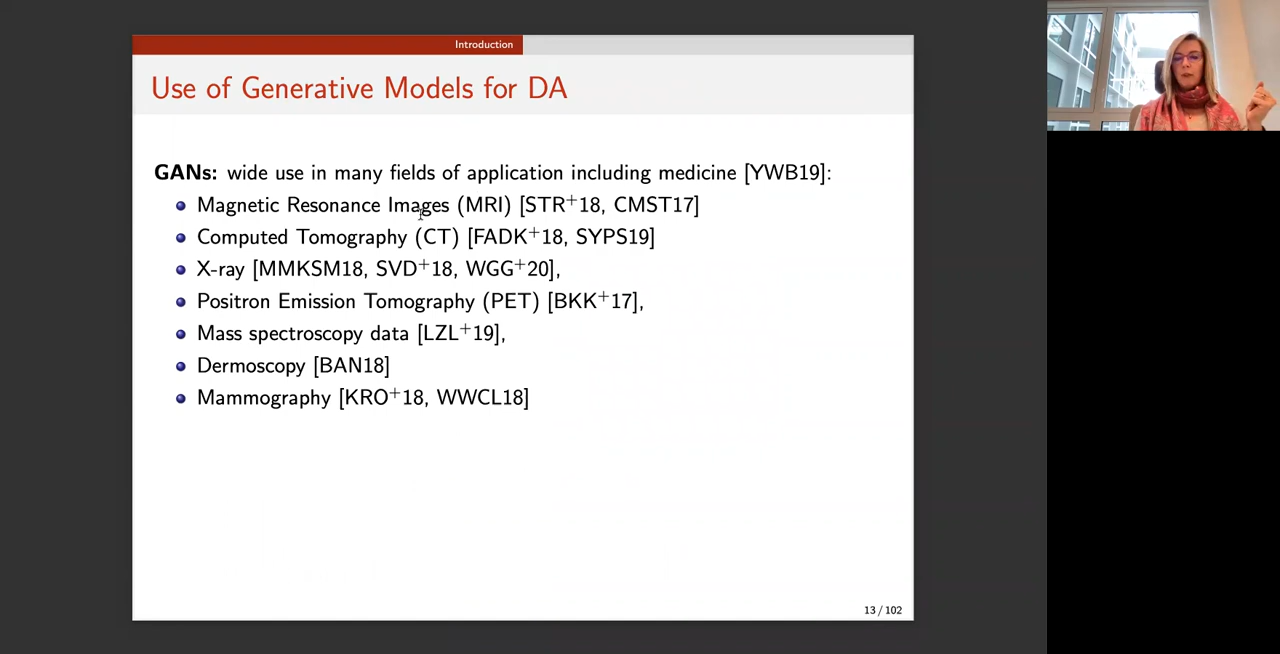 Introduction
Use of Generative Models for DA
GANs: wide use in many fields of application including medicine [YWB19]:
Magnetic Resonance Images (MRI) [STR+18, CMST17]
Computed Tomography (CT) [FADK+18, SYPS19]
X-ray [MMKSM18, SVD+18, WGG+20],
Positron Emission Tomography (PET) [BKK+17],
Mass spectroscopy data [LZL+19],
Dermoscopy [BAN18]
Mammography [KRO+18, WWCL18]
13 / 102